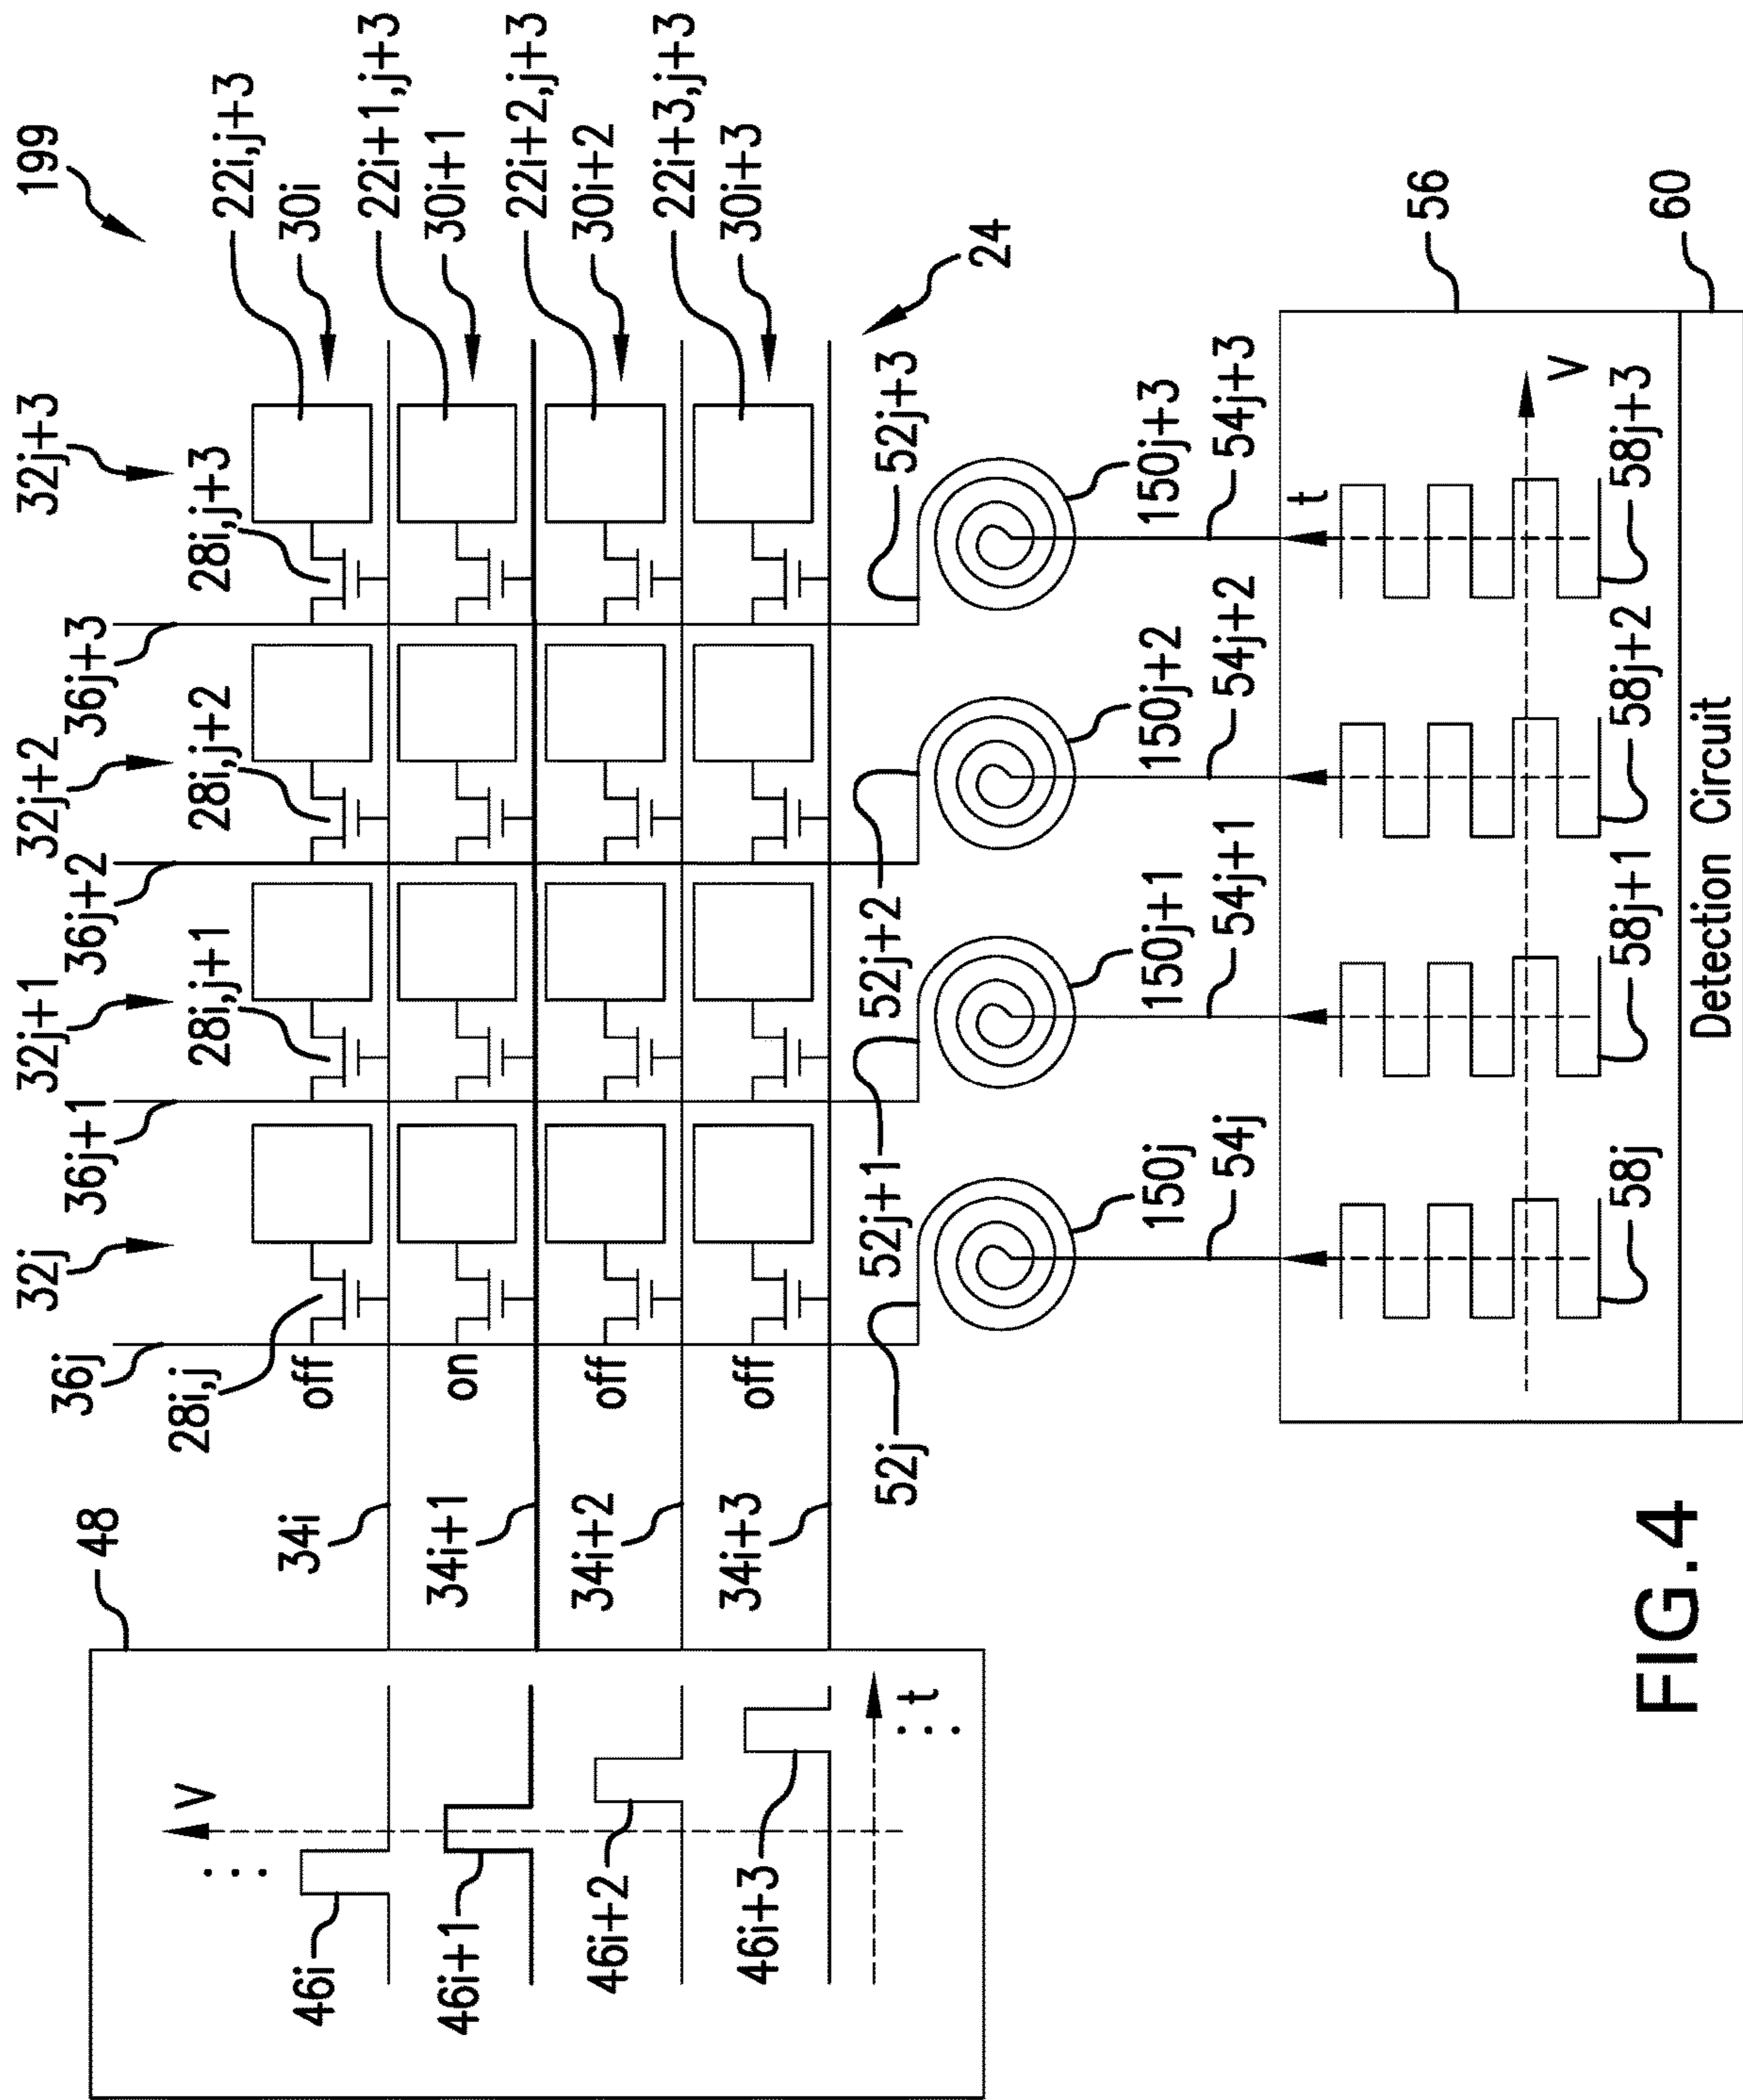 199
32j
32j+1
32j+2
32j+3
36j
36j+1
36j+2
36j+3
28i,j
28i,j+1
28i,j+2
28i,j+3
22i,j+3
30i
22i+1,j+3
30i+1
22i+2,j+3
30i+2
22i+3,j+3
30i+3
24
48
V
46i
46i+1
46i+2
46i+3
t
34i
34i+1
34i+2
34i+3
off
on
off
off
52j
52j+1
52j+2
52j+3
150j
150j+1
150j+2
150j+3
54j
54j+1
54j+2
54j+3
56
t
V
58j
58j+1
58j+2
58j+3
60
Detection Circuit
FIG.4